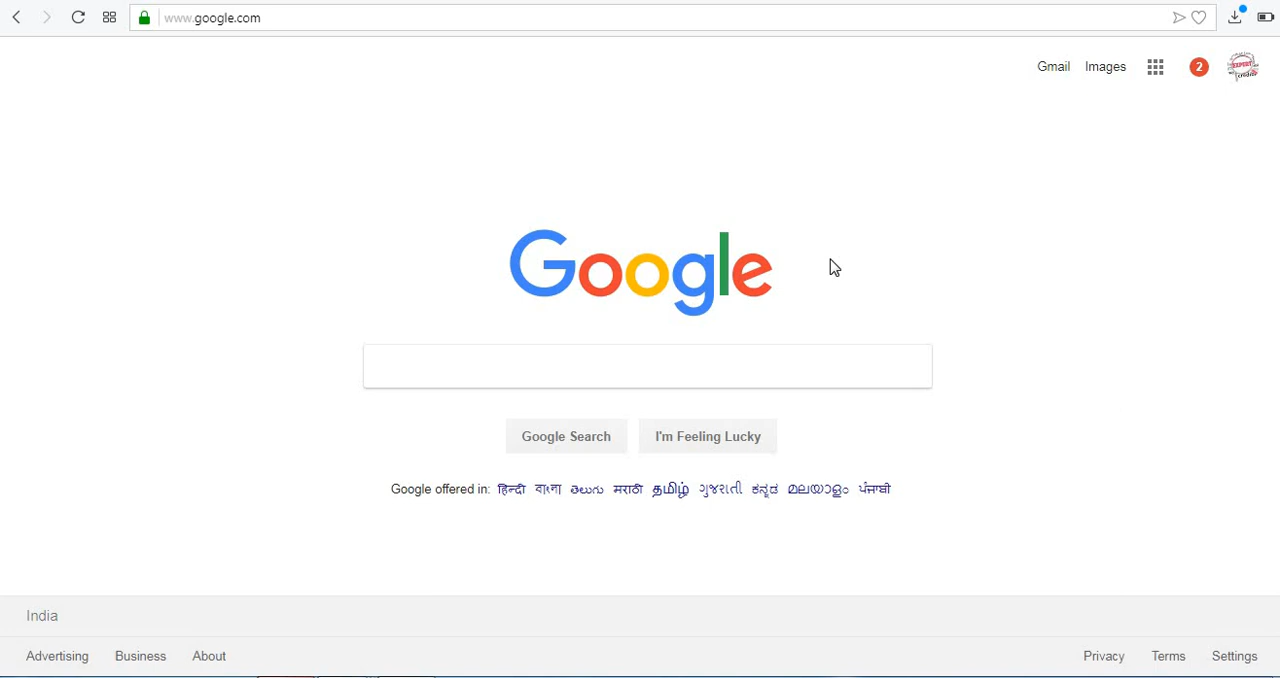 www.google.com
Gmail Images 2
Google
Google Search I'm Feeling Lucky
Google offered in: हिन्दी বাংলা తెలుగు मराठी தமிழ் ગુજરાતી ಕನ್ನಡ മലയാളം ਪੰਜਾਬੀ
India
Advertising Business About Privacy Terms Settings